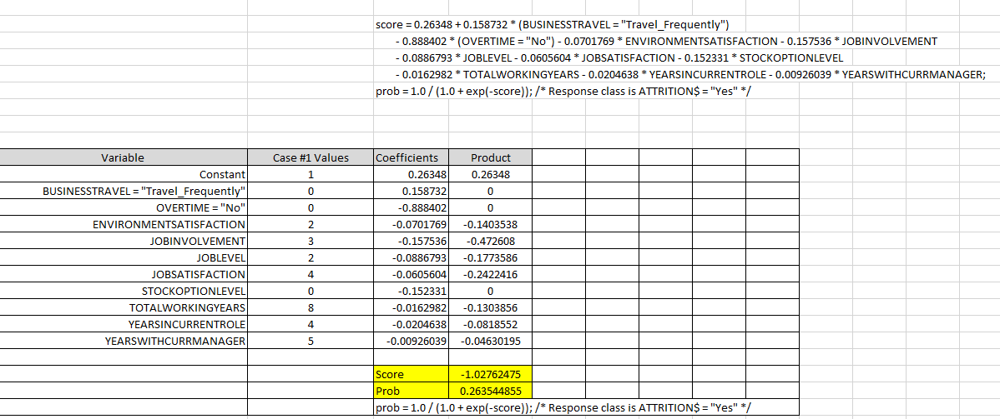 score = 0.26348 + 0.158732 * (BUSINESSTRAVEL = "Travel_Frequently")
- 0.888402 * (OVERTIME = "No") - 0.0701769 * ENVIRONMENTSATISFACTION - 0.157536 * JOBINVOLVEMENT
- 0.0886793 * JOBLEVEL - 0.0605604 * JOBSATISFACTION - 0.152331 * STOCKOPTIONLEVEL
- 0.0162982 * TOTALWORKINGYEARS - 0.0204638 * YEARSINCURRENTROLE - 0.00926039 * YEARSWITHCURRMANAGER;
prob = 1.0 / (1.0 + exp(-score)); /* Response class is ATTRITION$ = "Yes" */
Variable Case #1 Values Coefficients Product
Constant 1 0.26348 0.26348
BUSINESSTRAVEL = "Travel_Frequently" 0 0.158732 0
OVERTIME = "No" 0 -0.888402 0
ENVIRONMENTSATISFACTION 2 -0.0701769 -0.1403538
JOBINVOLVEMENT 3 -0.157536 -0.472608
JOBLEVEL 2 -0.0886793 -0.1773586
JOBSATISFACTION 4 -0.0605604 -0.2422416
STOCKOPTIONLEVEL 0 -0.152331 0
TOTALWORKINGYEARS 8 -0.0162982 -0.1303856
YEARSINCURRENTROLE 4 -0.0204638 -0.0818552
YEARSWITHCURRMANAGER 5 -0.00926039 -0.04630195
Score -1.02762475
Prob 0.263544855
prob = 1.0 / (1.0 + exp(-score)); /* Response class is ATTRITION$ = "Yes" */